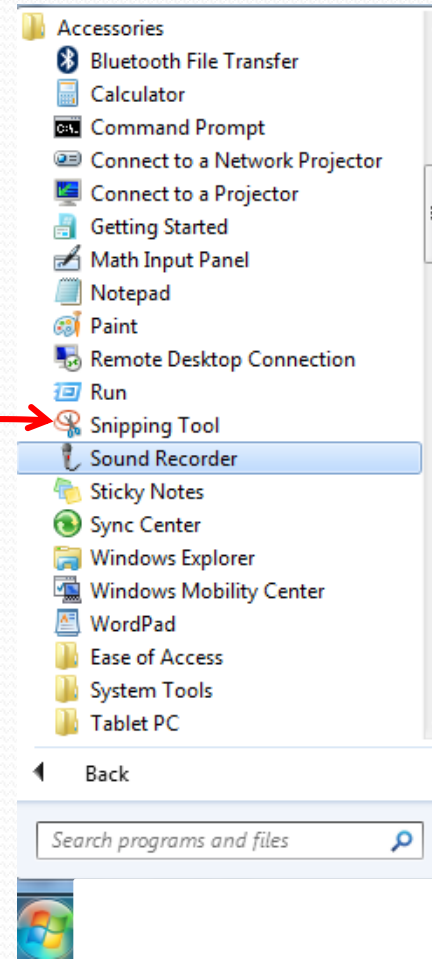 Accessories
Bluetooth File Transfer
Calculator
C:\.
Command Prompt
Connect to a Network Projector
Connect to a Projector
Getting Started
Math Input Panel
Notepad
Paint
Remote Desktop Connection
Run
Snipping Tool
Sound Recorder
Sticky Notes
Sync Center
Windows Explorer
Windows Mobility Center
WordPad
Ease of Access
System Tools
Tablet PC
Back
Search programs and files